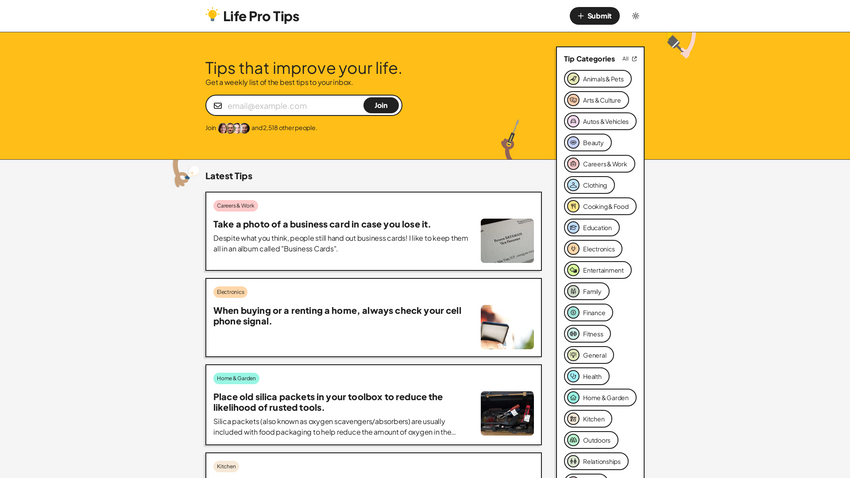 Life Pro Tips
Submit
Tips that improve your life.
Get a weekly list of the best tips to your inbox.
email@example.com
Join
Join and 2,518 other people.
Tip Categories
All
Animals & Pets
Arts & Culture
Autos & Vehicles
Beauty
Careers & Work
Clothing
Cooking & Food
Education
Electronics
Entertainment
Family
Finance
Fitness
General
Health
Home & Garden
Kitchen
Outdoors
Relationships
Latest Tips
Careers & Work
Take a photo of a business card in case you lose it.
Despite what you think, people still hand out business cards! I like to keep them
all in an album called "Business Cards".
Electronics
When buying or a renting a home, always check your cell
phone signal.
Home & Garden
Place old silica packets in your toolbox to reduce the
likelihood of rusted tools.
Silica packets (also known as oxygen scavengers/absorbers) are usually
included with food packaging to help reduce the amount of oxygen in the...
Kitchen